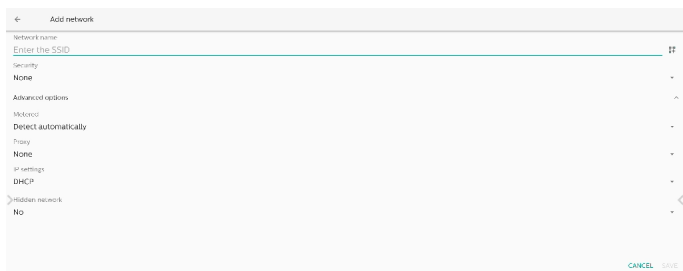 Add network
Network name
Enter the SSID
Security
None
Advanced options
Metered
Detect automatically
Proxy
None
IP settings
DHCP
Hidden network
No
CANCEL SAVE